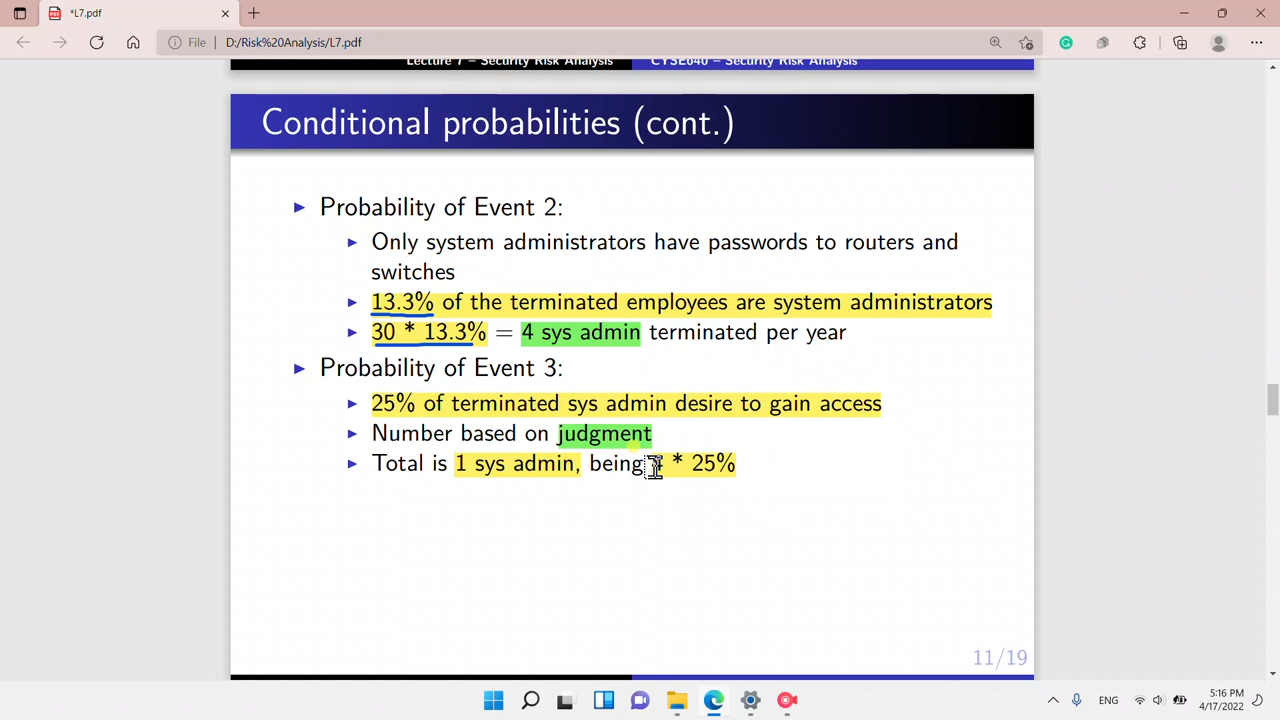 *L7.pdf
File D:/Risk%20Analysis/L7.pdf
Lecture 7 – Security Risk Analysis CYSE640 – Security Risk Analysis
Conditional probabilities (cont.)
Probability of Event 2:
Only system administrators have passwords to routers and
switches
13.3% of the terminated employees are system administrators
30 * 13.3% = 4 sys admin terminated per year
Probability of Event 3:
25% of terminated sys admin desire to gain access
Number based on judgment
Total is 1 sys admin, being 4 * 25%
11/19
ENG
5:16 PM
4/17/2022